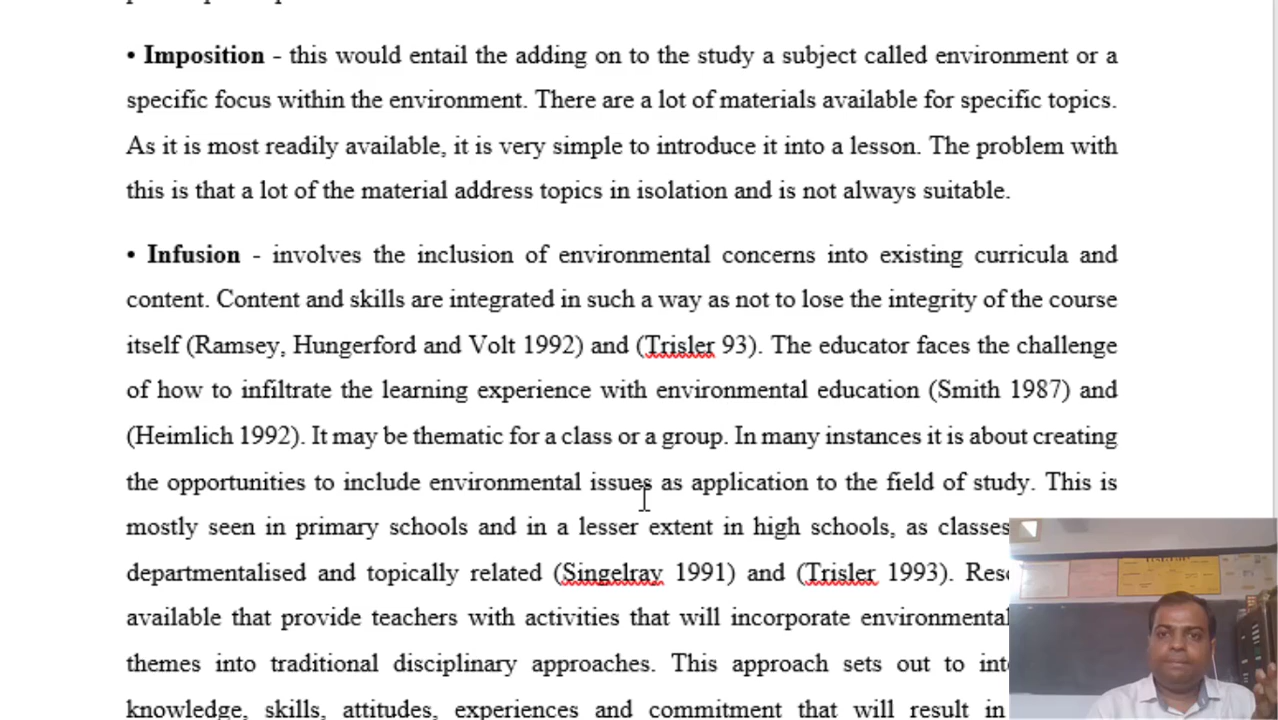 • Imposition - this would entail the adding on to the study a subject called environment or a
specific focus within the environment. There are a lot of materials available for specific topics.
As it is most readily available, it is very simple to introduce it into a lesson. The problem with
this is that a lot of the material address topics in isolation and is not always suitable.
• Infusion - involves the inclusion of environmental concerns into existing curricula and
content. Content and skills are integrated in such a way as not to lose the integrity of the course
itself (Ramsey, Hungerford and Volt 1992) and (Trisler 93). The educator faces the challenge
of how to infiltrate the learning experience with environmental education (Smith 1987) and
(Heimlich 1992). It may be thematic for a class or a group. In many instances it is about creating
the opportunities to include environmental issues as application to the field of study. This is
mostly seen in primary schools and in a lesser extent in high schools, as classes
departmentalised and topically related (Singelray 1991) and (Trisler 1993).
available that provide teachers with activities that will incorporate environmental
themes into traditional disciplinary approaches. This approach sets out to
knowledge, skills, attitudes, experiences and commitment that will result in